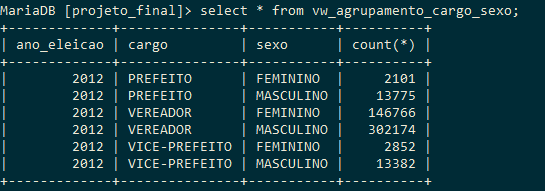 MariaDB [projeto_final]> select * from vw_agrupamento_cargo_sexo;
+-------------+---------------+-----------+----------+
| ano_eleicao | cargo         | sexo      | count(*) |
+-------------+---------------+-----------+----------+
|        2012 | PREFEITO      | FEMININO  |     2101 |
|        2012 | PREFEITO      | MASCULINO |    13775 |
|        2012 | VEREADOR      | FEMININO  |   146766 |
|        2012 | VEREADOR      | MASCULINO |   302174 |
|        2012 | VICE-PREFEITO | FEMININO  |     2852 |
|        2012 | VICE-PREFEITO | MASCULINO |    13382 |
+-------------+---------------+-----------+----------+